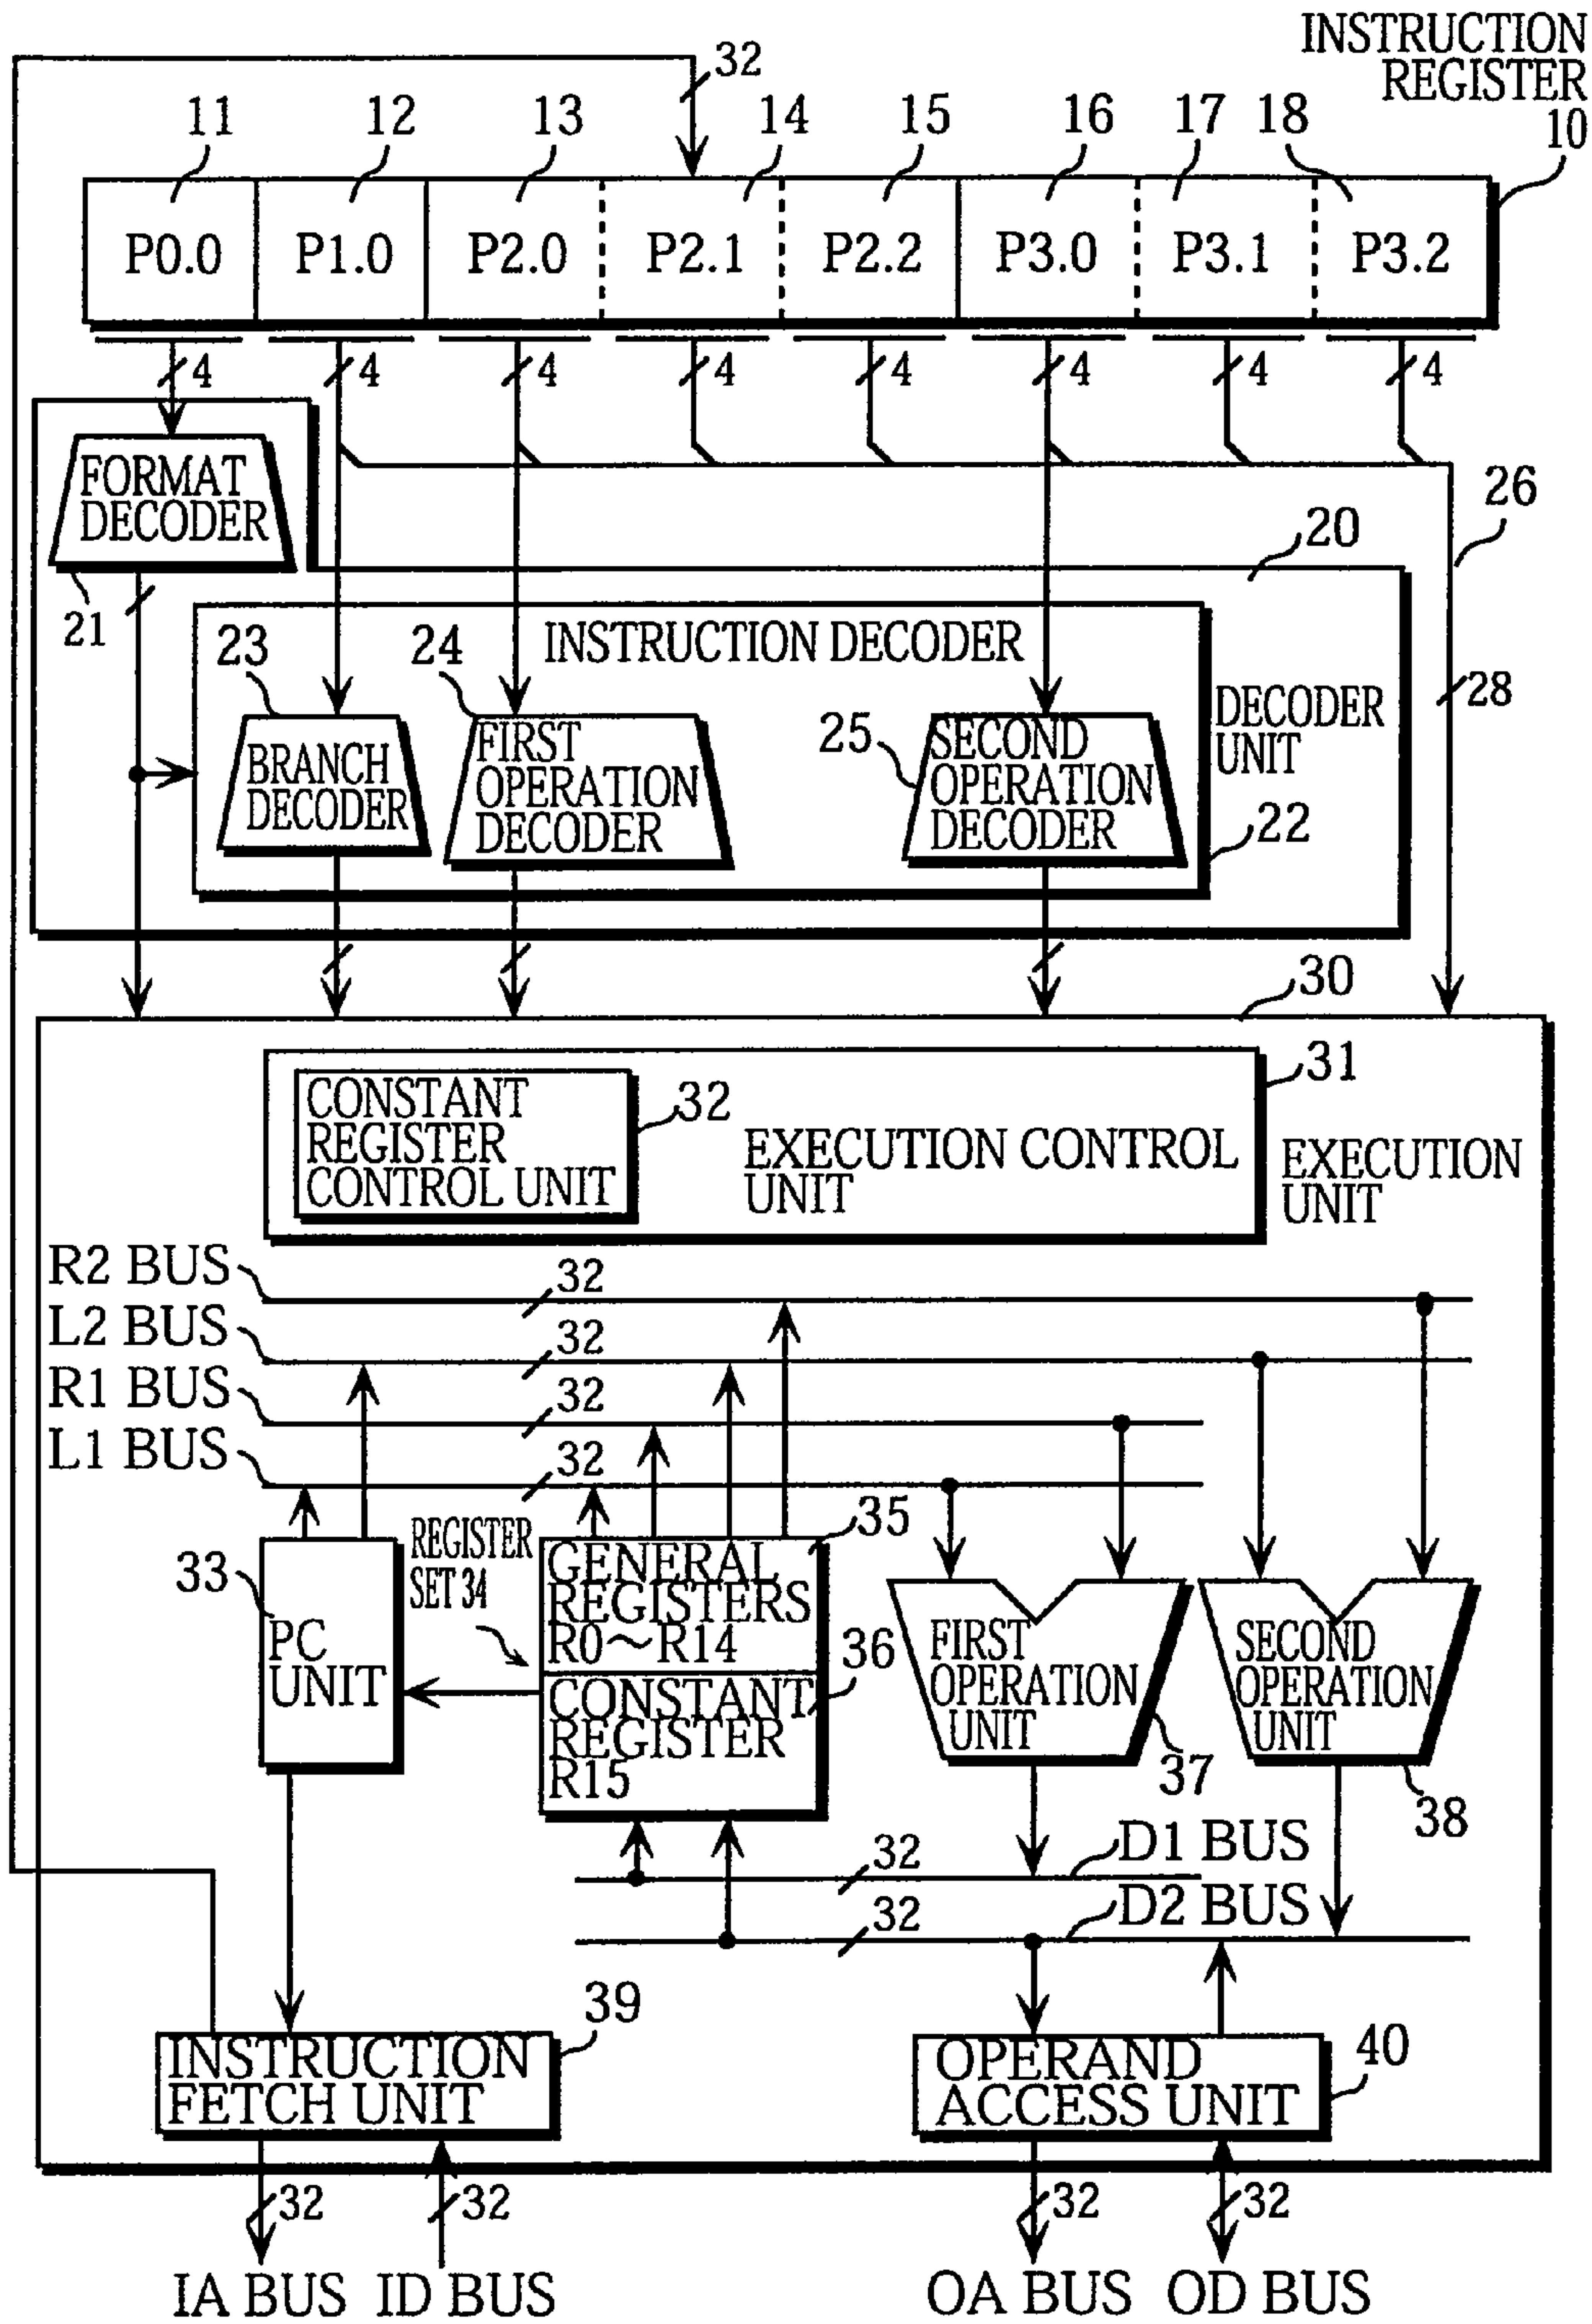 INSTRUCTION
REGISTER
10
32
11 12 13 14 15 16 17 18
P0.0 P1.0 P2.0 P2.1 P2.2 P3.0 P3.1 P3.2
4 4 4 4 4 4 4 4
FORMAT
DECODER
21
26
20
28
INSTRUCTION DECODER
23
24
25
BRANCH
DECODER
FIRST
OPERATION
DECODER
SECOND
OPERATION
DECODER
DECODER
UNIT
22
30
31
CONSTANT
REGISTER
CONTROL UNIT
32
EXECUTION CONTROL
UNIT
EXECUTION
UNIT
R2 BUS
32
L2 BUS
32
R1 BUS
32
L1 BUS
32
33
PC
UNIT
REGISTER
SET 34
35
GENERAL
REGISTERS
R0～R14
36
CONSTANT
REGISTER
R15
FIRST
OPERATION
UNIT
37
SECOND
OPERATION
UNIT
38
32
D1 BUS
32
D2 BUS
39
INSTRUCTION
FETCH UNIT
40
OPERAND
ACCESS UNIT
32 32 32 32
IA BUS ID BUS OA BUS OD BUS